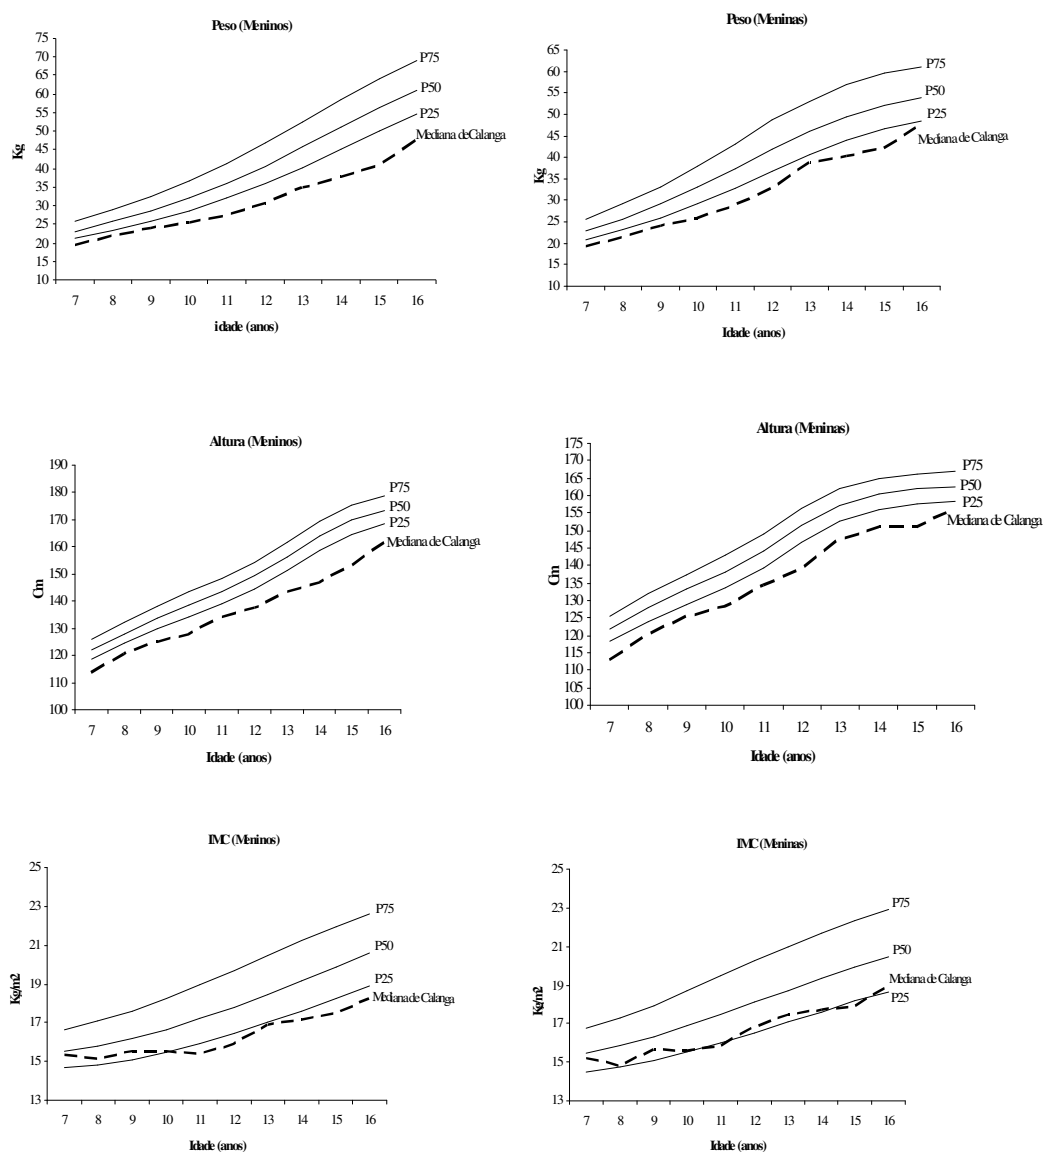 Peso (Meninos)
75
70
65
60
55
50
45
40
35
30
25
20
15
10
Kg
P75
P50
P25
Mediana de Calanga
7 8 9 10 11 12 13 14 15 16
idade (anos)
Peso (Meninas)
65
60
55
50
45
40
35
30
25
20
15
10
Kg
P75
P50
P25
Mediana de Calanga
7 8 9 10 11 12 13 14 15 16
Idade (anos)
Altura (Meninos)
190
180
170
160
150
140
130
120
110
100
Cm
P75
P50
P25
Mediana de Calanga
7 8 9 10 11 12 13 14 15 16
Idade (anos)
Altura (Meninas)
175
170
165
160
155
150
145
140
135
130
125
120
115
110
105
100
Cm
P75
P50
P25
Mediana de Calanga
7 8 9 10 11 12 13 14 15 16
Idade (anos)
IMC (Meninos)
25
23
21
19
17
15
13
Kg/m2
P75
P50
P25
Mediana de Calanga
7 8 9 10 11 12 13 14 15 16
Idade (anos)
IMC (Meninas)
25
23
21
19
17
15
13
Kg/m2
P75
P50
Mediana de Calanga
P25
7 8 9 10 11 12 13 14 15 16
Idade (anos)